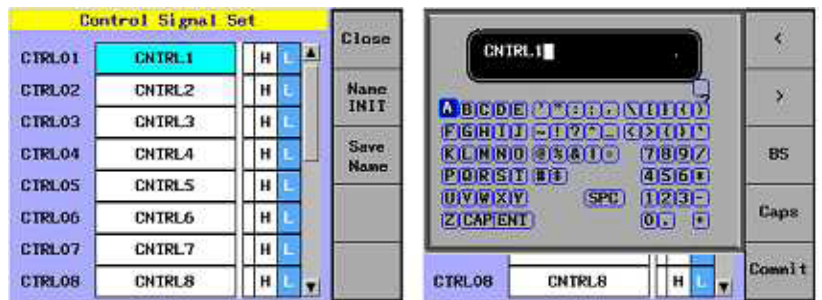 Control Signal Set
Close
CTRL01 CNTRL1 H L
CTRL02 CNTRL2 H L
Name INIT
CTRL03 CNTRL3 H L
CTRL04 CNTRL4 H L
Save Name
CTRL05 CNTRL5 H L
CTRL06 CNTRL6 H L
CTRL07 CNTRL7 H L
CTRL08 CNTRL8 H L
CNTRL1
A B C D E
F G H I J
K L M N O
P Q R S T
U V W X Y SPC 1 2 3 -
Z CAP ENT 0 . +
7 8 9 /
4 5 6 *
<
>
BS
Caps
Commit
CTRL08 CNTRL8 H L